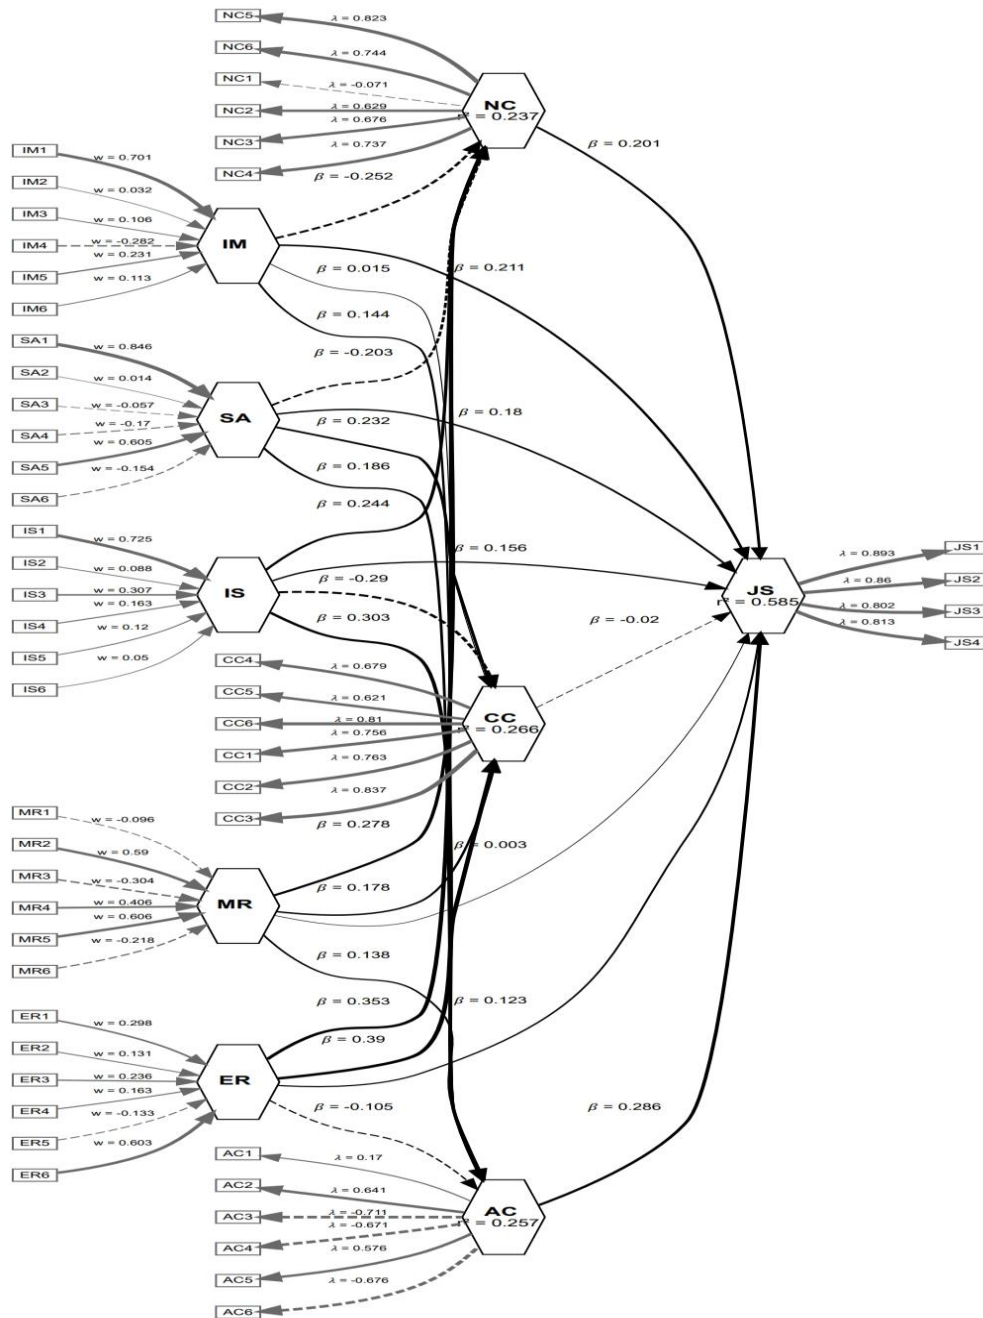 NC5
λ = 0.823
NC6
λ = 0.744
NC1
λ = -0.071
NC2
λ = 0.629
NC3
λ = 0.676
NC4
λ = 0.737
NC
r² = 0.237
β = 0.201
IM1
w = 0.701
IM2
w = 0.032
IM3
w = 0.106
IM4
w = -0.282
IM5
w = 0.231
IM6
w = 0.113
IM
β = -0.252
β = 0.015
β = 0.211
β = 0.144
SA1
w = 0.846
SA2
w = 0.014
SA3
w = -0.057
SA4
w = -0.17
SA5
w = 0.605
SA6
w = -0.154
SA
β = -0.203
β = 0.18
β = 0.232
β = 0.186
IS1
w = 0.725
IS2
w = 0.088
IS3
w = 0.307
IS4
w = 0.163
IS5
w = 0.12
IS6
w = 0.05
IS
β = 0.244
β = 0.156
β = -0.29
β = 0.303
JS
r² = 0.585
λ = 0.893
JS1
λ = 0.86
JS2
λ = 0.802
JS3
λ = 0.813
JS4
β = -0.02
CC4
λ = 0.679
CC5
λ = 0.621
CC6
λ = 0.81
CC1
λ = 0.756
CC2
λ = 0.763
CC3
λ = 0.837
CC
r² = 0.266
MR1
w = -0.096
MR2
w = 0.59
MR3
w = -0.304
MR4
w = 0.406
MR5
w = 0.606
MR6
w = -0.218
MR
β = 0.278
β = 0.003
β = 0.178
β = 0.138
ER1
w = 0.298
ER2
w = 0.131
ER3
w = 0.236
ER4
w = 0.163
ER5
w = -0.133
ER6
w = 0.603
ER
β = 0.353
β = 0.123
β = 0.39
β = -0.105
β = 0.286
AC1
λ = 0.17
AC2
λ = 0.641
AC3
λ = -0.711
AC4
λ = -0.671
AC5
λ = 0.576
AC6
λ = -0.676
AC
r² = 0.257